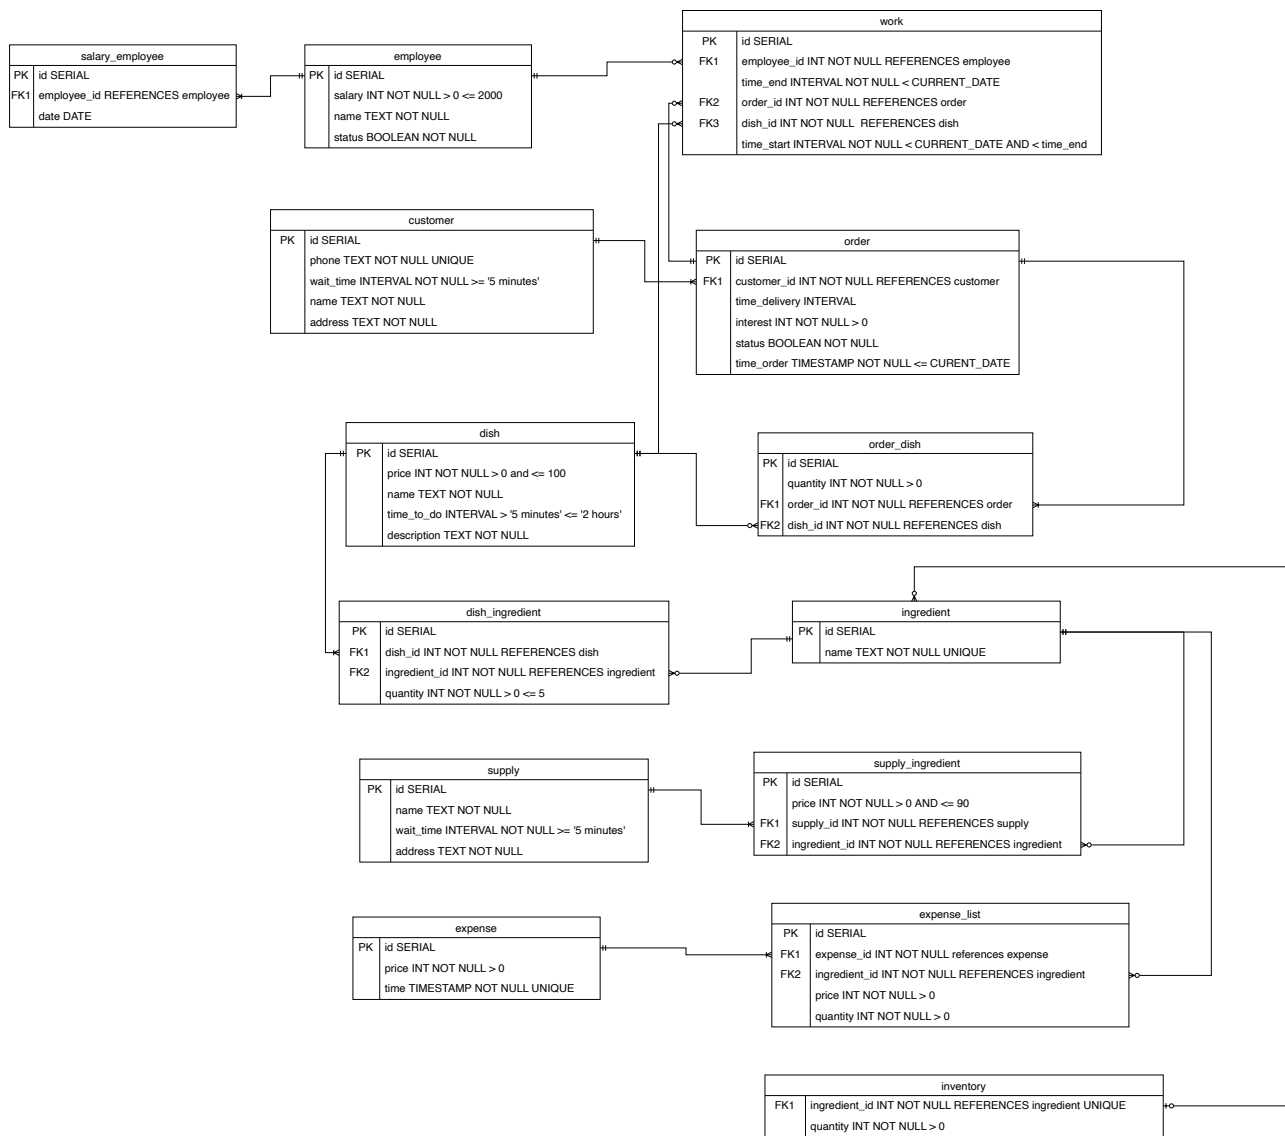 work
PK id SERIAL
FK1 employee_id INT NOT NULL REFERENCES employee
time_end INTERVAL NOT NULL < CURRENT_DATE
FK2 order_id INT NOT NULL REFERENCES order
FK3 dish_id INT NOT NULL REFERENCES dish
time_start INTERVAL NOT NULL < CURRENT_DATE AND < time_end
salary_employee
PK id SERIAL
FK1 employee_id REFERENCES employee
date DATE
employee
PK id SERIAL
salary INT NOT NULL > 0 <= 2000
name TEXT NOT NULL
status BOOLEAN NOT NULL
customer
PK id SERIAL
phone TEXT NOT NULL UNIQUE
wait_time INTERVAL NOT NULL >= '5 minutes'
name TEXT NOT NULL
address TEXT NOT NULL
order
PK id SERIAL
FK1 customer_id INT NOT NULL REFERENCES customer
time_delivery INTERVAL
interest INT NOT NULL > 0
status BOOLEAN NOT NULL
time_order TIMESTAMP NOT NULL <= CURENT_DATE
dish
PK id SERIAL
price INT NOT NULL > 0 and <= 100
name TEXT NOT NULL
time_to_do INTERVAL > '5 minutes' <= '2 hours'
description TEXT NOT NULL
order_dish
PK id SERIAL
quantity INT NOT NULL > 0
FK1 order_id INT NOT NULL REFERENCES order
FK2 dish_id INT NOT NULL REFERENCES dish
dish_ingredient
PK id SERIAL
FK1 dish_id INT NOT NULL REFERENCES dish
FK2 ingredient_id INT NOT NULL REFERENCES ingredient
quantity INT NOT NULL > 0 <= 5
ingredient
PK id SERIAL
name TEXT NOT NULL UNIQUE
supply
PK id SERIAL
name TEXT NOT NULL
wait_time INTERVAL NOT NULL >= '5 minutes'
address TEXT NOT NULL
supply_ingredient
PK id SERIAL
price INT NOT NULL > 0 AND <= 90
FK1 supply_id INT NOT NULL REFERENCES supply
FK2 ingredient_id INT NOT NULL REFERENCES ingredient
expense
PK id SERIAL
price INT NOT NULL > 0
time TIMESTAMP NOT NULL UNIQUE
expense_list
PK id SERIAL
FK1 expense_id INT NOT NULL references expense
FK2 ingredient_id INT NOT NULL REFERENCES ingredient
price INT NOT NULL > 0
quantity INT NOT NULL > 0
inventory
FK1 ingredient_id INT NOT NULL REFERENCES ingredient UNIQUE
quantity INT NOT NULL > 0